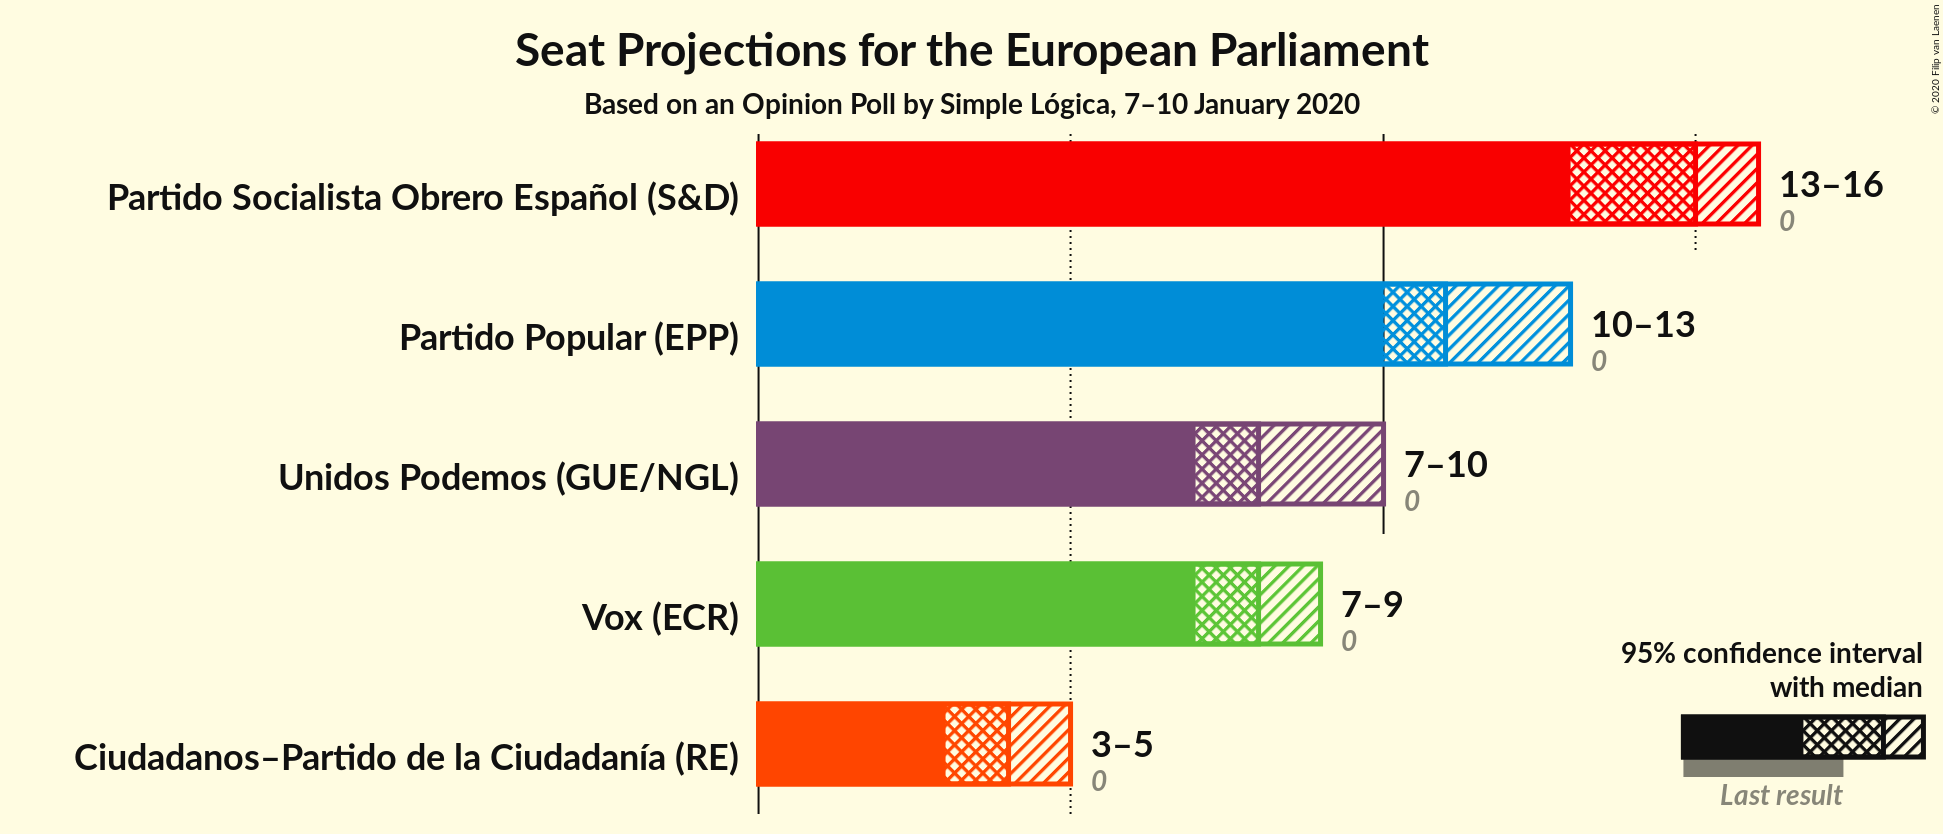 Seat Projections for the European Parliament
Based on an Opinion Poll by Simple Lógica, 7–10 January 2020
© 2020 Filip van Laenen
Partido Socialista Obrero Español (S&D)
13–16
0
Partido Popular (EPP)
10–13
0
Unidos Podemos (GUE/NGL)
7–10
0
Vox (ECR)
7–9
0
Ciudadanos–Partido de la Ciudadanía (RE)
3–5
0
95% confidence interval
with median
Last result